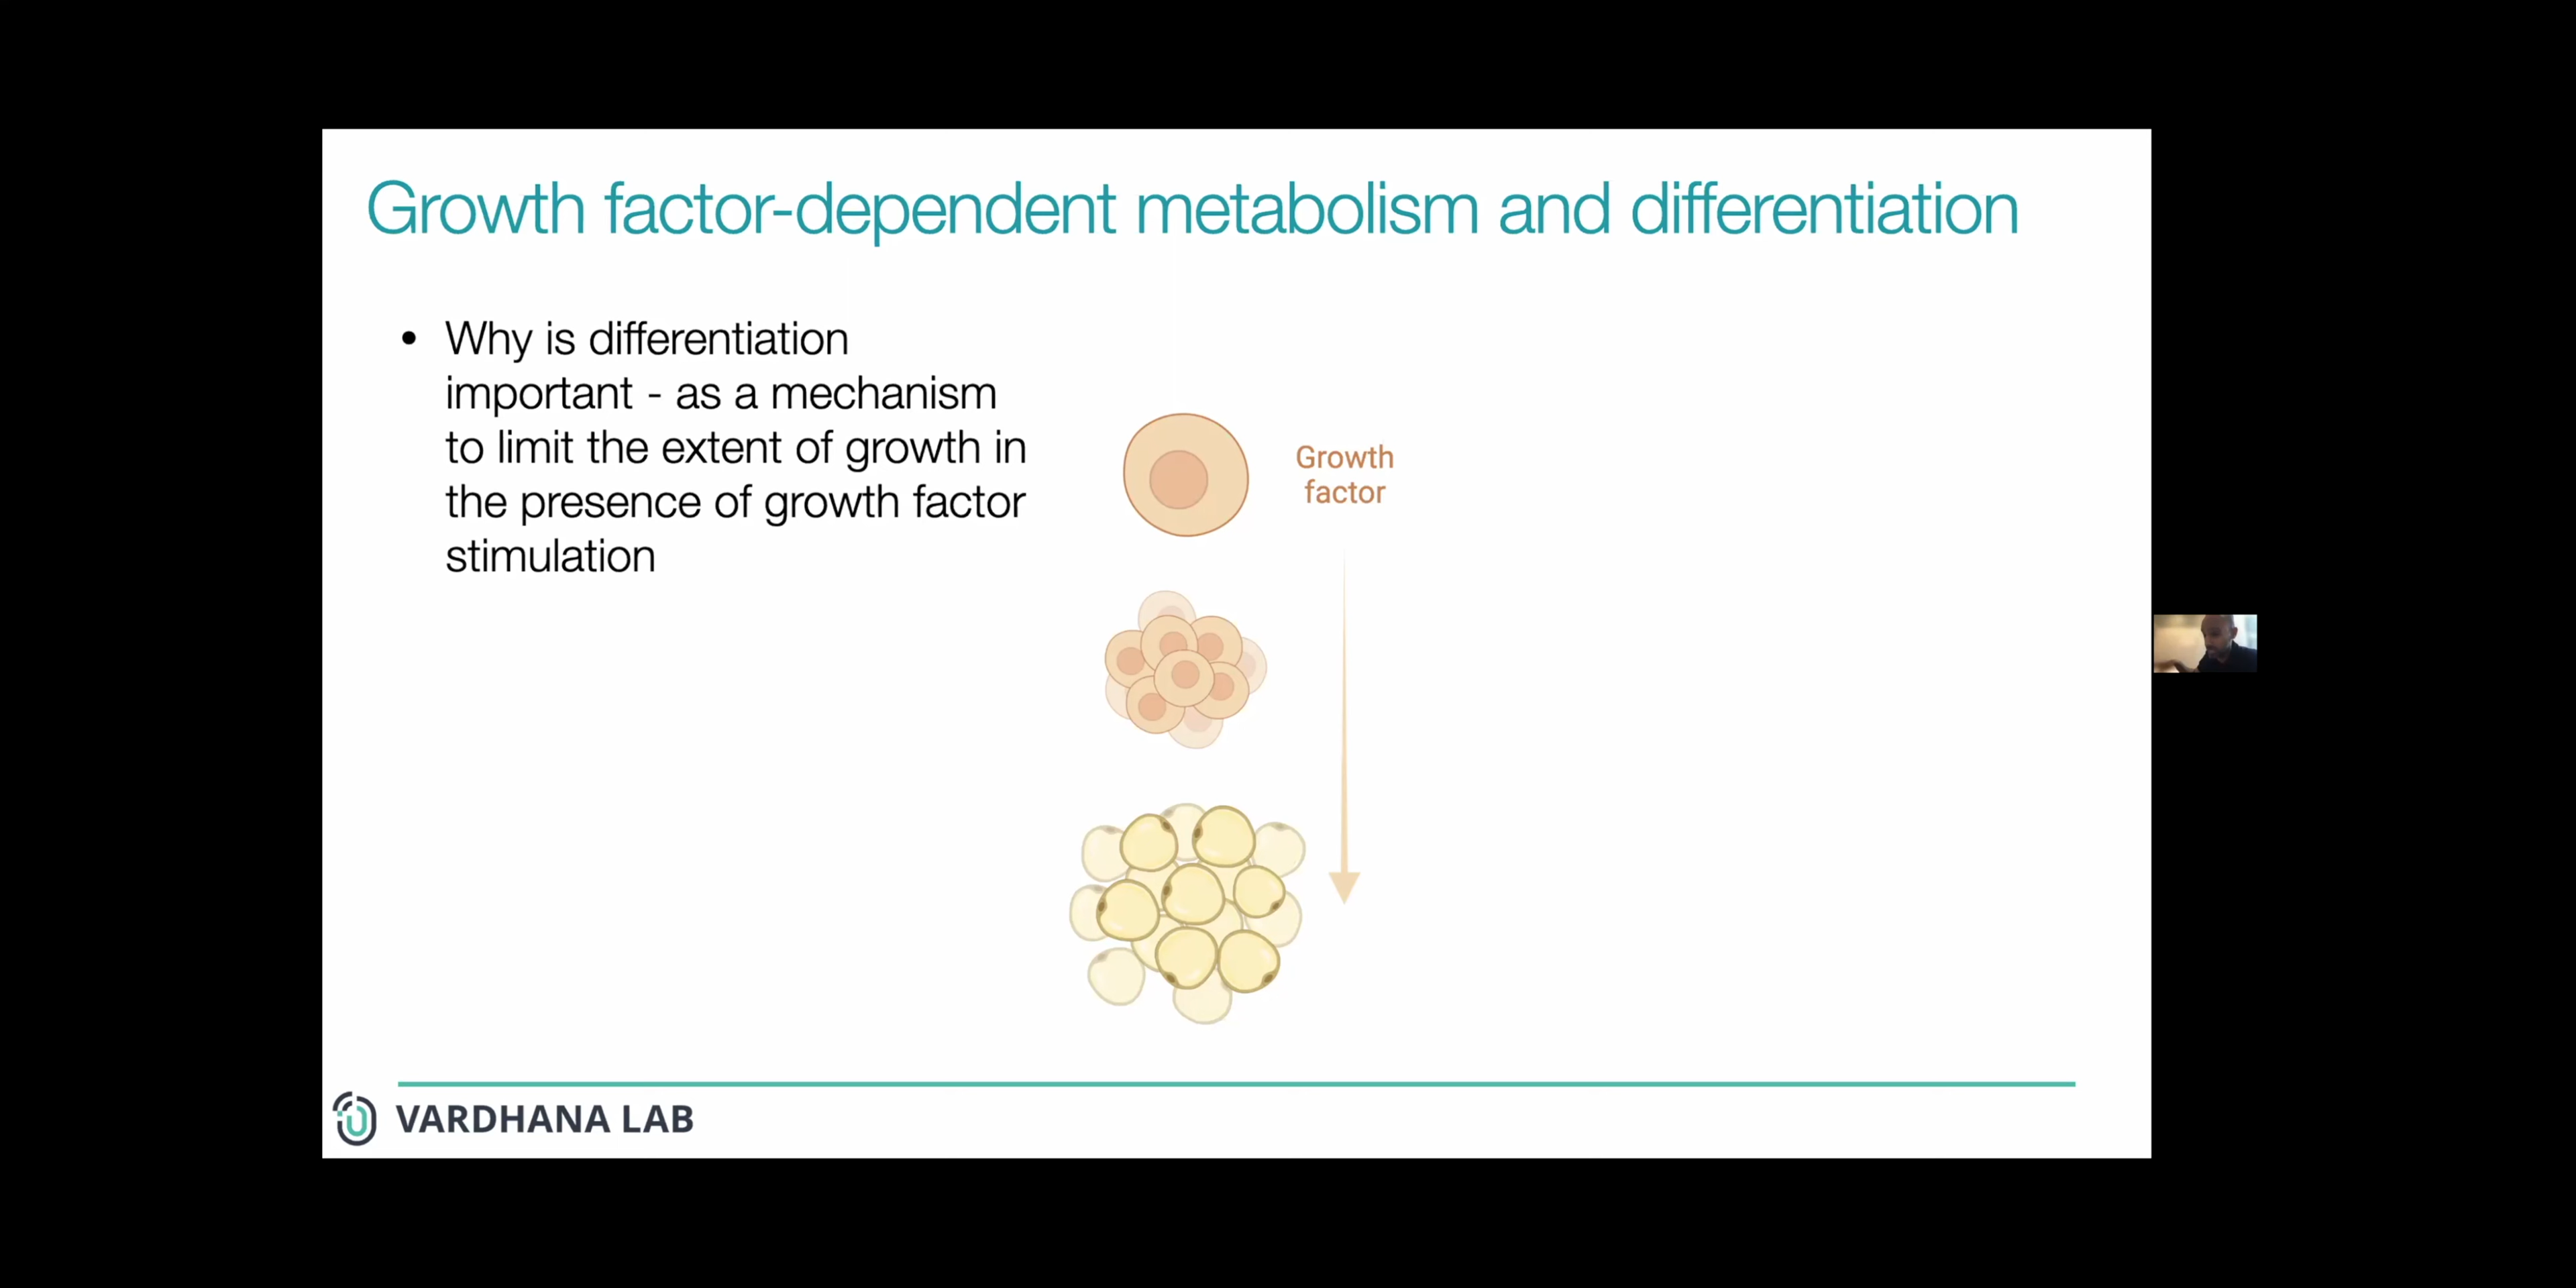 Growth factor-dependent metabolism and differentiation
• Why is differentiation
important - as a mechanism
to limit the extent of growth in
the presence of growth factor
stimulation
Growth
factor
VARDHANA LAB